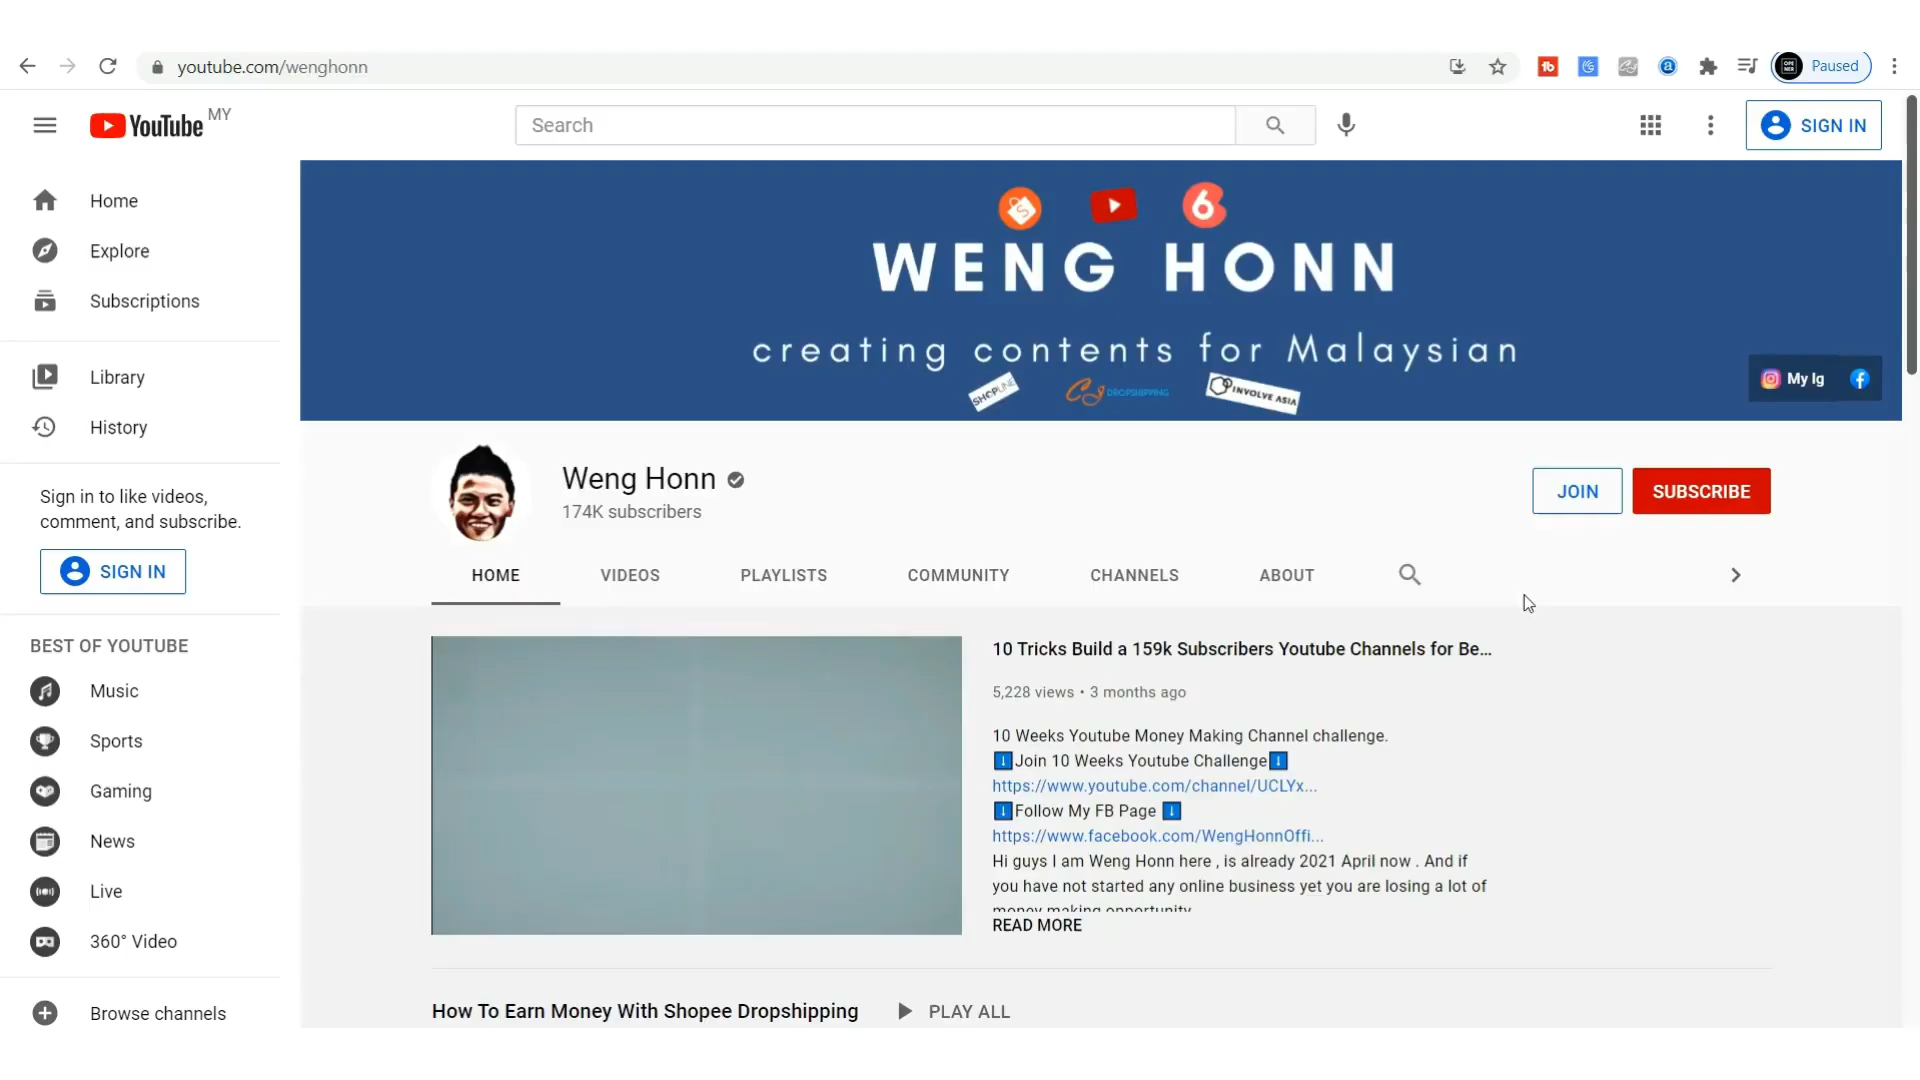 youtube.com/wenghonn
Paused
YouTube MY
Search
SIGN IN
Home
Explore
Subscriptions
Library
History
Sign in to like videos,
comment, and subscribe.
SIGN IN
BEST OF YOUTUBE
Music
Sports
Gaming
News
Live
360° Video
Browse channels
WENG HONN
creating contents for Malaysian
SHOPLINE
CJ DROPSHIPPING
INVOLVE ASIA
My Ig
Weng Honn
174K subscribers
JOIN
SUBSCRIBE
HOME
VIDEOS
PLAYLISTS
COMMUNITY
CHANNELS
ABOUT
10 Tricks Build a 159k Subscribers Youtube Channels for Be...
5,228 views • 3 months ago
10 Weeks Youtube Money Making Channel challenge.
⬇Join 10 Weeks Youtube Challenge⬇
https://www.youtube.com/channel/UCLYx...
⬇Follow My FB Page ⬇
https://www.facebook.com/WengHonnOffi...
Hi guys I am Weng Honn here , is already 2021 April now . And if
you have not started any online business yet you are losing a lot of
money making opportunity
READ MORE
How To Earn Money With Shopee Dropshipping
PLAY ALL